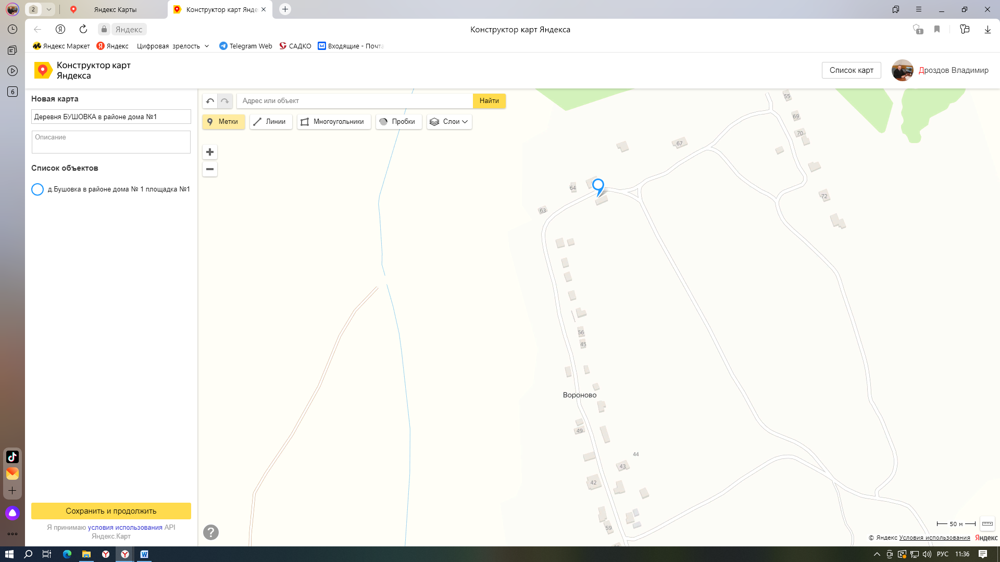 2
Яндекс Карты
Конструктор карт Янде
Яндекс
Конструктор карт Яндекса
1
Яндекс Маркет
Яндекс
Цифровая зрелость
Telegram Web
САДКО
Входящие - Почта
6
Конструктор карт
Яндекса
Список карт
Дроздов Владимир
Новая карта
Деревня БУШОВКА в районе дома №1
Описание
Список объектов
д.Бушовка в районе дома № 1 площадка №1
Адрес или объект
Найти
Метки
Линии
Многоугольники
Пробки
Слои
55
69
70
67
64
72
63
56
45
Вороново
49
44
43
42
59
Сохранить и продолжить
Я принимаю условия использования API
Яндекс.Карт
?
50 м
© Яндекс Условия использования
Яндекс
РУС
11:36